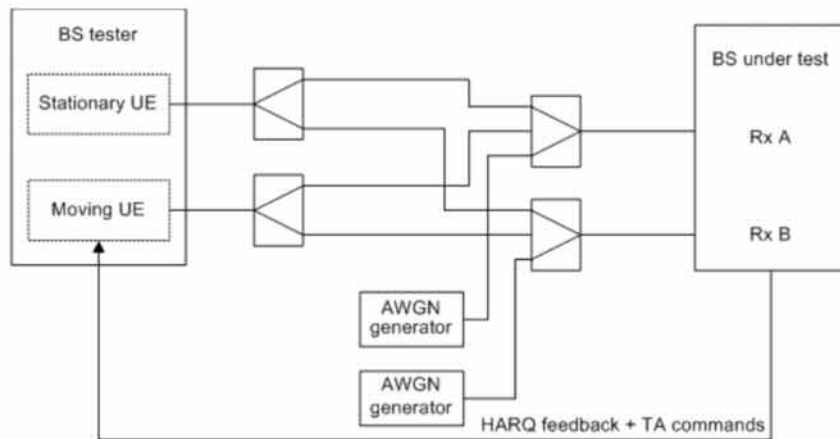 BS tester
Stationary UE
Moving UE
BS under test
Rx A
Rx B
AWGN
generator
AWGN
generator
HARQ feedback + TA commands